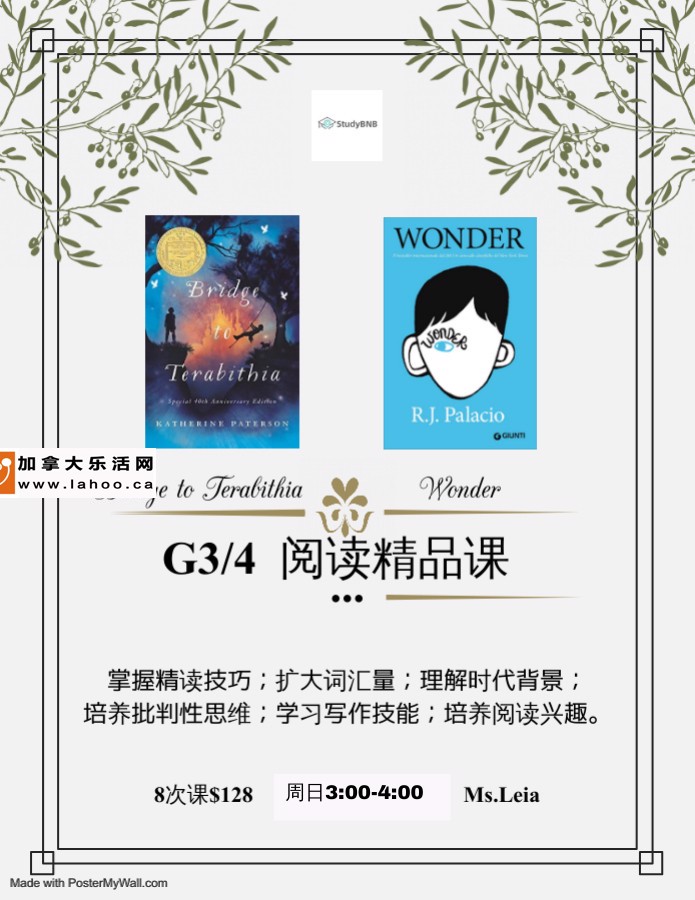 StudyBNB
Bridge
to
Terabithia
Special 40th Anniversary Edition
KATHERINE PATERSON
WONDER
WONDER
R.J. Palacio
GIUNTI
加拿大乐活网
www.lahoo.ca
ge to Terabithia
Wonder
G3/4 阅读精品课
掌握精读技巧；扩大词汇量；理解时代背景；
培养批判性思维；学习写作技能；培养阅读兴趣。
8次课$128 周日3:00-4:00 Ms.Leia
Made with PosterMyWall.com